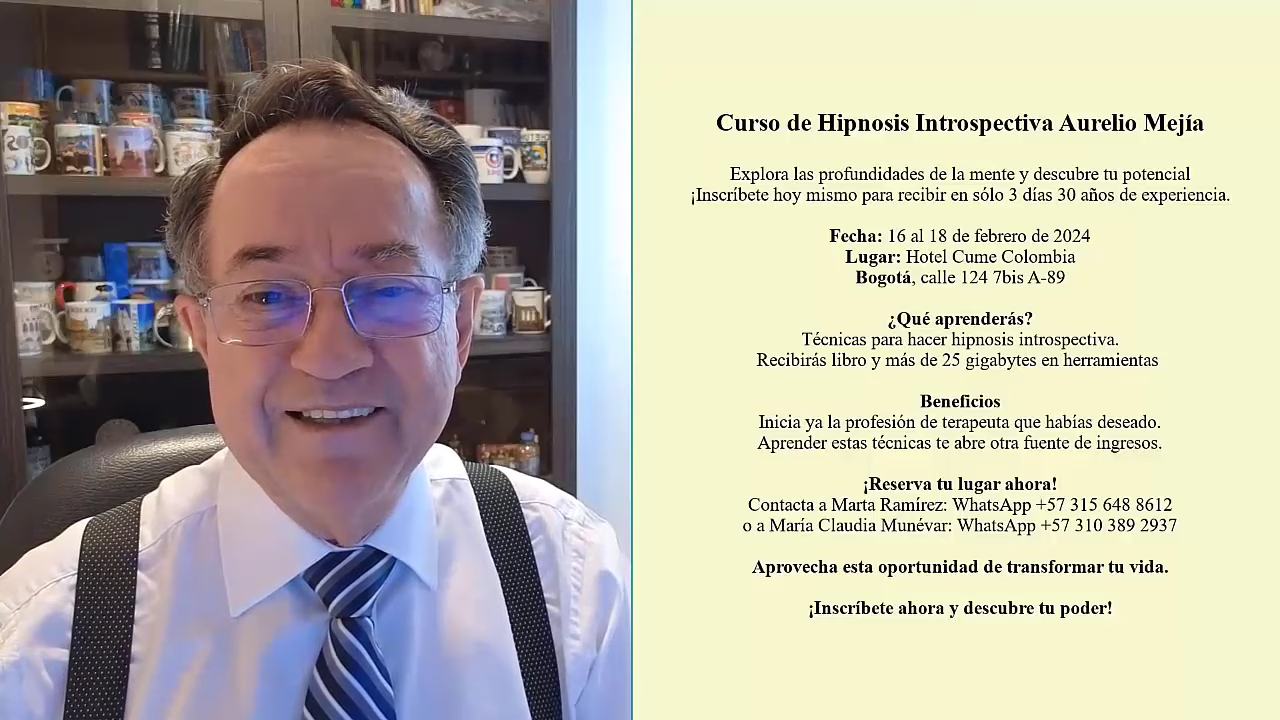 Curso de Hipnosis Introspectiva Aurelio Mejía
Explora las profundidades de la mente y descubre tu potencial
¡Inscríbete hoy mismo para recibir en sólo 3 días 30 años de experiencia.
Fecha: 16 al 18 de febrero de 2024
Lugar: Hotel Cume Colombia
Bogotá, calle 124 7bis A-89
¿Qué aprenderás?
Técnicas para hacer hipnosis introspectiva.
Recibirás libro y más de 25 gigabytes en herramientas
Beneficios
Inicia ya la profesión de terapeuta que habías deseado.
Aprender estas técnicas te abre otra fuente de ingresos.
¡Reserva tu lugar ahora!
Contacta a Marta Ramírez: WhatsApp +57 315 648 8612
o a María Claudia Munévar: WhatsApp +57 310 389 2937
Aprovecha esta oportunidad de transformar tu vida.
¡Inscríbete ahora y descubre tu poder!